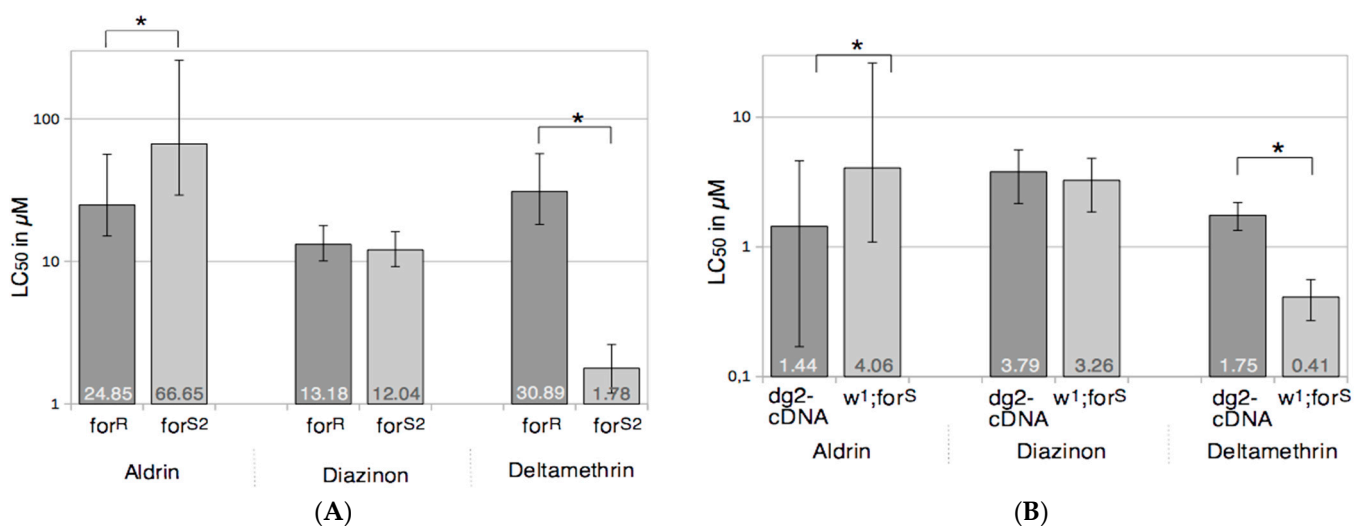 *
*
100
10
1
LC50 in µM
24.85 66.65 13.18 12.04 30.89 1.78
forR forS2 forR forS2 forR forS2
Aldrin Diazinon Deltamethrin
(A)
*
*
10
1
0,1
LC50 in µM
1.44 4.06 3.79 3.26 1.75 0.41
dg2-cDNA w1;forS dg2-cDNA w1;forS dg2-cDNA w1;forS
Aldrin Diazinon Deltamethrin
(B)